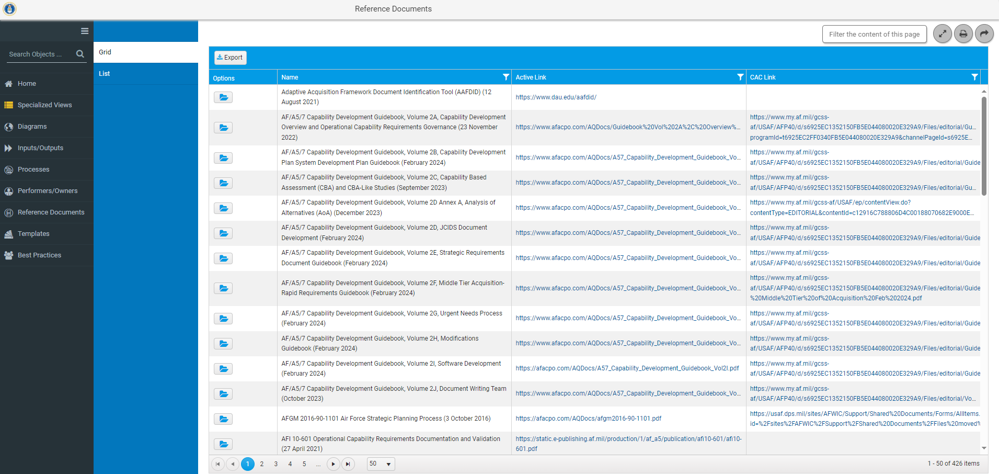 Reference Documents
Filter the content of this page
Search Objects ...
Home
Specialized Views
Diagrams
Inputs/Outputs
Processes
Performers/Owners
Reference Documents
Templates
Best Practices
Grid
List
Export
Options Name Active Link CAC Link
Adaptive Acquisition Framework Document Identification Tool (AAFDID) (12
August 2021)
https://www.dau.edu/aafdid/
AF/A5/7 Capability Development Guidebook, Volume 2A, Capability Development
Overview and Operational Capability Requirements Governance (23 November
2022)
https://www.afacpo.com/AQDocs/Guidebook%20Vol%202A%2C%20Overview%...
https://www.my.af.mil/gcss-
af/USAF/AFP40/d/s6925EC1352150FB5E044080020E329A9/Files/editorial/Gu...
programId=t6925EC2FF0340FB5E044080020E329A9&channelPageId=s6925E...
AF/A5/7 Capability Development Guidebook, Volume 2B, Capability Development
Plan System Development Plan Guidebook (February 2024)
https://www.afacpo.com/AQDocs/A57_Capability_Development_Guidebook_Vo...
https://www.my.af.mil/gcss-
af/USAF/AFP40/d/s6925EC1352150FB5E044080020E329A9/Files/editorial/Guide
AF/A5/7 Capability Development Guidebook, Volume 2C, Capability Based
Assessment (CBA) and CBA-Like Studies (September 2023)
https://www.afacpo.com/AQDocs/A57_Capability_Development_Guidebook_Vo...
https://www.my.af.mil/gcss-
af/USAF/AFP40/d/s6925EC1352150FB5E044080020E329A9/Files/editorial/Gu...
AF/A5/7 Capability Development Guidebook, Volume 2D Annex A, Analysis of
Alternatives (AoA) (December 2023)
https://www.afacpo.com/AQDocs/A57_Capability_Development_Guidebook_Vo...
https://www.my.af.mil/gcss-af/USAF/ep/contentView.do?
contentType=EDITORIAL&contentId=c12916C788806D4C00188070682E9000E...
AF/A5/7 Capability Development Guidebook, Volume 2D, JCIDS Document
Development (February 2024)
https://www.afacpo.com/AQDocs/A57_Capability_Development_Guidebook_Vo...
https://www.my.af.mil/gcss-
af/USAF/AFP40/d/s6925EC1352150FB5E044080020E329A9/Files/editorial/Guide
AF/A5/7 Capability Development Guidebook, Volume 2E, Strategic Requirements
Document Guidebook (February 2024)
https://www.afacpo.com/AQDocs/A57_Capability_Development_Guidebook_Vo...
https://www.my.af.mil/gcss-
af/USAF/AFP40/d/s6925EC1352150FB5E044080020E329A9/Files/editorial/Guide
AF/A5/7 Capability Development Guidebook, Volume 2F, Middle Tier Acquisition-
Rapid Requirements Guidebook (February 2024)
https://www.afacpo.com/AQDocs/A57_Capability_Development_Guidebook_Vo...
https://www.my.af.mil/gcss-
af/USAF/AFP40/d/s6925EC1352150FB5E044080020E329A9/Files/editorial/Guide
%20Middle%20Tier%20of%20Acquisition%20Feb%202024.pdf
AF/A5/7 Capability Development Guidebook, Volume 2G, Urgent Needs Process
(February 2024)
https://www.afacpo.com/AQDocs/A57_Capability_Development_Guidebook_Vo...
https://www.my.af.mil/gcss-
af/USAF/AFP40/d/s6925EC1352150FB5E044080020E329A9/Files/editorial/Guide
AF/A5/7 Capability Development Guidebook, Volume 2H, Modifications
Guidebook (February 2024)
https://www.afacpo.com/AQDocs/A57_Capability_Development_Guidebook_Vo...
https://www.my.af.mil/gcss-
af/USAF/AFP40/d/s6925EC1352150FB5E044080020E329A9/Files/editorial/Guide
AF/A5/7 Capability Development Guidebook, Volume 2I, Software Development
(February 2024)
https://afacpo.com/AQDocs/A57_Capability_Development_Guidebook_Vol2I.pdf
https://www.my.af.mil/gcss-
af/USAF/AFP40/d/s6925EC1352150FB5E044080020E329A9/Files/editorial/Guide
AF/A5/7 Capability Development Guidebook, Volume 2J, Document Writing Team
(October 2023)
https://www.afacpo.com/AQDocs/A57_Capability_Development_Guidebook_Vo...
https://www.my.af.mil/gcss-
af/USAF/AFP40/d/s6925EC1352150FB5E044080020E329A9/Files/editorial/Vo...
AFGM 2016-90-1101 Air Force Strategic Planning Process (3 October 2016)
https://afacpo.com/AQDocs/afgm2016-90-1101.pdf
https://usaf.dps.mil/sites/AFWIC/Support/Shared%20Documents/Forms/AllItems.
id=%2Fsites%2FAFWIC%2FSupport%2FShared%20Documents%2FFiles%20moved%
AFI 10-601 Operational Capability Requirements Documentation and Validation
(27 April 2021)
https://static.e-publishing.af.mil/production/1/af_a5/publication/afi10-601/afi10-
601.pdf
1 2 3 4 5 ... 50 1 - 50 of 426 items